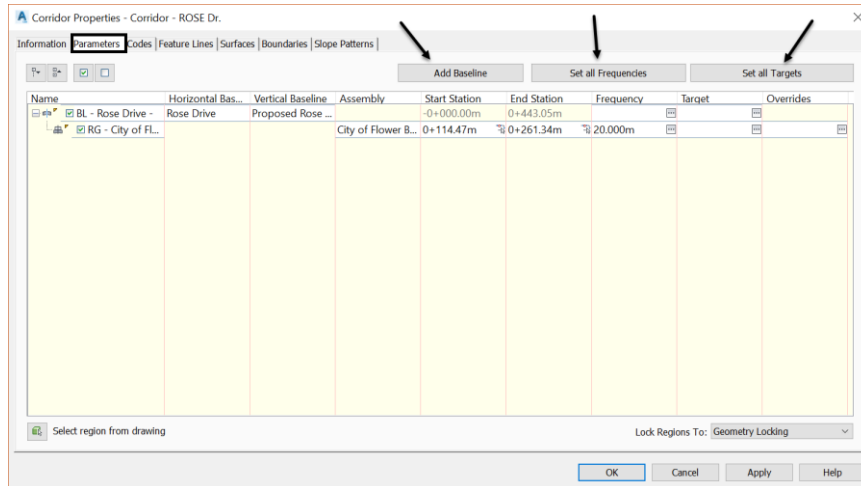 Corridor Properties - Corridor - ROSE Dr.
Information Parameters Codes Feature Lines Surfaces Boundaries Slope Patterns
Add Baseline Set all Frequencies Set all Targets
Name Horizontal Bas... Vertical Baseline Assembly Start Station End Station Frequency Target Overrides
BL - Rose Drive - Rose Drive Proposed Rose ... -0+000.00m 0+443.05m
RG - City of Fl... City of Flower B... 0+114.47m 0+261.34m 20.000m
Select region from drawing Lock Regions To: Geometry Locking
OK Cancel Apply Help